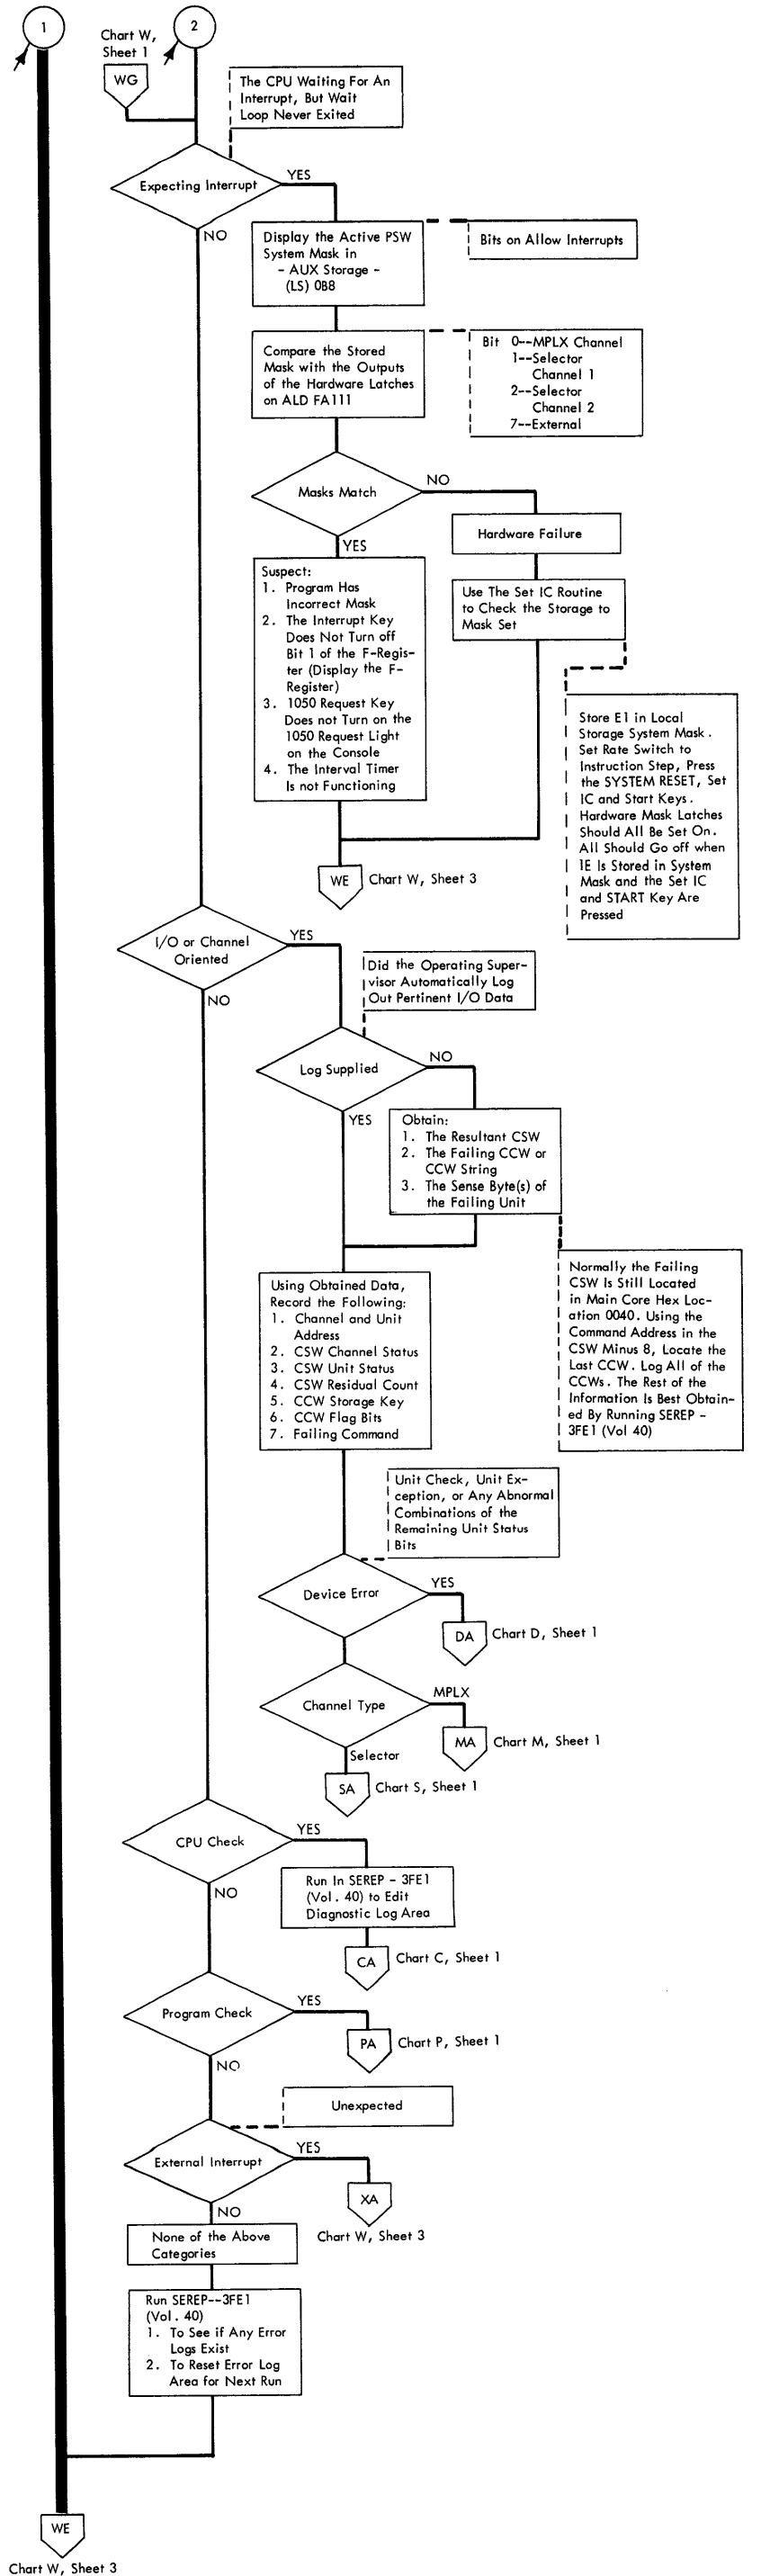 1
2
Chart W,
Sheet 1
WG
The CPU Waiting For An
Interrupt, But Wait
Loop Never Exited
Expecting Interrupt
YES
NO
Display the Active PSW
System Mask in
- AUX Storage -
(LS) 0B8
Bits on Allow Interrupts
Compare the Stored
Mask with the Outputs
of the Hardware Latches
on ALD FA111
Bit 0--MPLX Channel
1--Selector
Channel 1
2--Selector
Channel 2
7--External
Masks Match
NO
YES
Hardware Failure
Use The Set IC Routine
to Check the Storage to
Mask Set
Suspect:
1. Program Has
Incorrect Mask
2. The Interrupt Key
Does Not Turn off
Bit 1 of the F-Regis-
ter (Display the F-
Register)
3. 1050 Request Key
Does not Turn on the
1050 Request Light
on the Console
4. The Interval Timer
Is not Functioning
Store E1 in Local
Storage System Mask.
Set Rate Switch to
Instruction Step, Press
the SYSTEM RESET, Set
IC and Start Keys.
Hardware Mask Latches
Should All Be Set On.
All Should Go off when
1E Is Stored in System
Mask and the Set IC
and START Key Are
Pressed
WE
Chart W, Sheet 3
I/O or Channel
Oriented
YES
NO
Did the Operating Super-
visor Automatically Log
Out Pertinent I/O Data
Log Supplied
NO
YES
Obtain:
1. The Resultant CSW
2. The Failing CCW or
CCW String
3. The Sense Byte(s) of
the Failing Unit
Normally the Failing
CSW Is Still Located
in Main Core Hex Loc-
ation 0040. Using the
Command Address in the
CSW Minus 8, Locate the
Last CCW. Log All of the
CCWs. The Rest of the
Information Is Best Obtain-
ed By Running SEREP -
3FE1 (Vol 40)
Using Obtained Data,
Record the Following:
1. Channel and Unit
Address
2. CSW Channel Status
3. CSW Unit Status
4. CSW Residual Count
5. CCW Storage Key
6. CCW Flag Bits
7. Failing Command
Unit Check, Unit Ex-
ception, or Any Abnormal
Combinations of the
Remaining Unit Status
Bits
Device Error
YES
DA
Chart D, Sheet 1
Channel Type
MPLX
MA
Chart M, Sheet 1
Selector
SA
Chart S, Sheet 1
CPU Check
YES
NO
Run In SEREP - 3FE1
(Vol. 40) to Edit
Diagnostic Log Area
CA
Chart C, Sheet 1
Program Check
YES
NO
PA
Chart P, Sheet 1
Unexpected
External Interrupt
YES
NO
XA
Chart W, Sheet 3
None of the Above
Categories
Run SEREP--3FE1
(Vol. 40)
1. To See if Any Error
Logs Exist
2. To Reset Error Log
Area for Next Run
WE
Chart W, Sheet 3